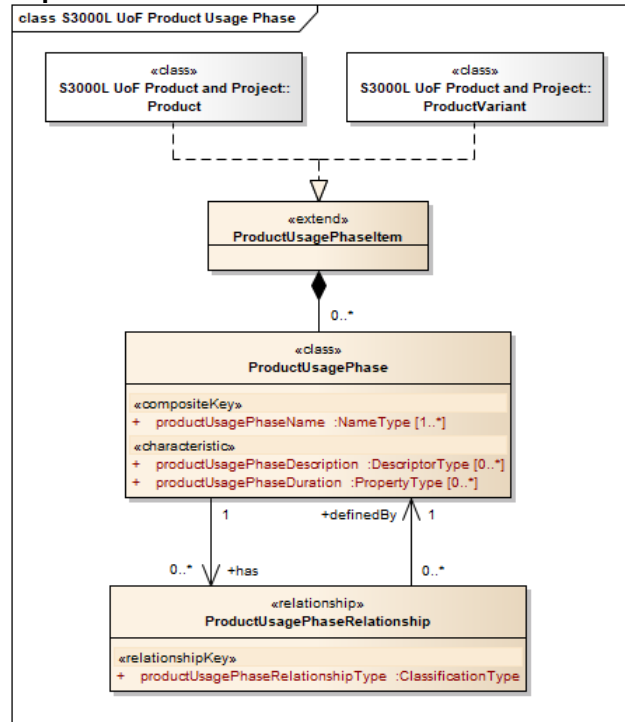 class S3000L UoF Product Usage Phase
«class»
S3000L UoF Product and Project::
Product
«class»
S3000L UoF Product and Project::
ProductVariant
«extend»
ProductUsagePhaseItem
0..*
«class»
ProductUsagePhase
«compositeKey»
+ productUsagePhaseName :NameType [1..*]
«characteristic»
+ productUsagePhaseDescription :DescriptorType [0..*]
+ productUsagePhaseDuration :PropertyType [0..*]
1 +definedBy 1
0..* +has 0..*
«relationship»
ProductUsagePhaseRelationship
«relationshipKey»
+ productUsagePhaseRelationshipType :ClassificationType